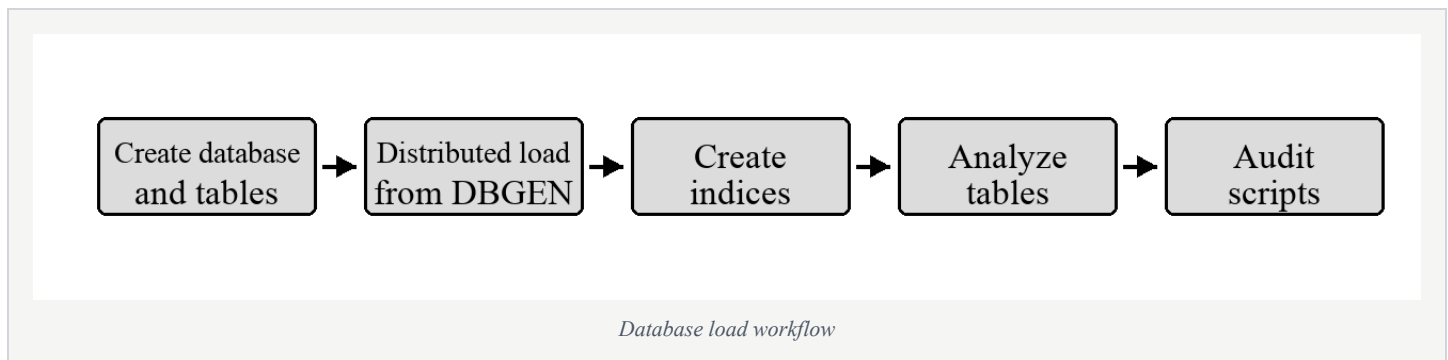 Create database
and tables
Distributed load
from DBGEN
Create
indices
Analyze
tables
Audit
scripts
Database load workflow